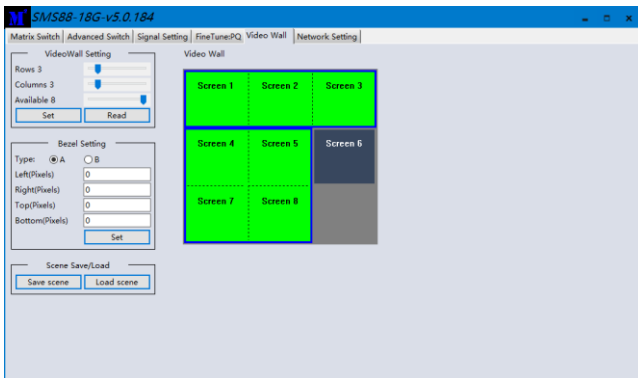 M SMS88-18G-v5.0.184
Matrix Switch Advanced Switch Signal Setting FineTune:PQ Video Wall Network Setting
VideoWall Setting
Rows 3
Columns 3
Available 8
Set Read
Bezel Setting
Type: A B
Left(Pixels) 0
Right(Pixels) 0
Top(Pixels) 0
Bottom(Pixels) 0
Set
Scene Save/Load
Save scene Load scene
Video Wall
Screen 1 Screen 2 Screen 3
Screen 4 Screen 5 Screen 6
Screen 7 Screen 8